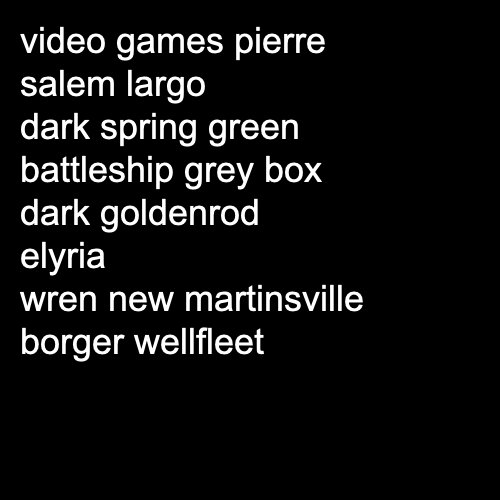 video games pierre
salem largo
dark spring green
battleship grey box
dark goldenrod
elyria
wren new martinsville
borger wellfleet